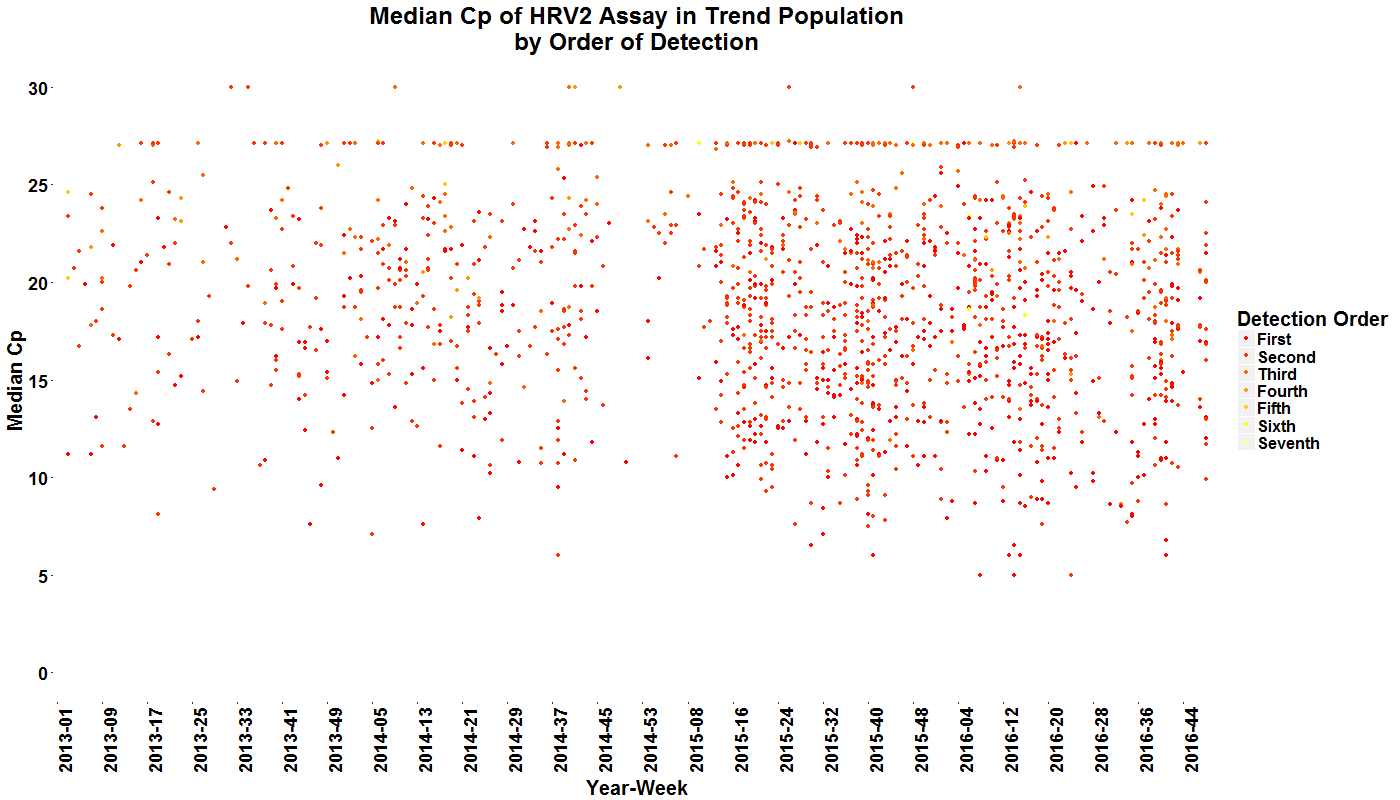 Median Cp of HRV2 Assay in Trend Population
by Order of Detection
Median Cp
30
25
20
15
10
5
0
2013-01
2013-09
2013-17
2013-25
2013-33
2013-41
2013-49
2014-05
2014-13
2014-21
2014-29
2014-37
2014-45
2014-53
2015-08
2015-16
2015-24
2015-32
2015-40
2015-48
2016-04
2016-12
2016-20
2016-28
2016-36
2016-44
Year-Week
Detection Order
First
Second
Third
Fourth
Fifth
Sixth
Seventh